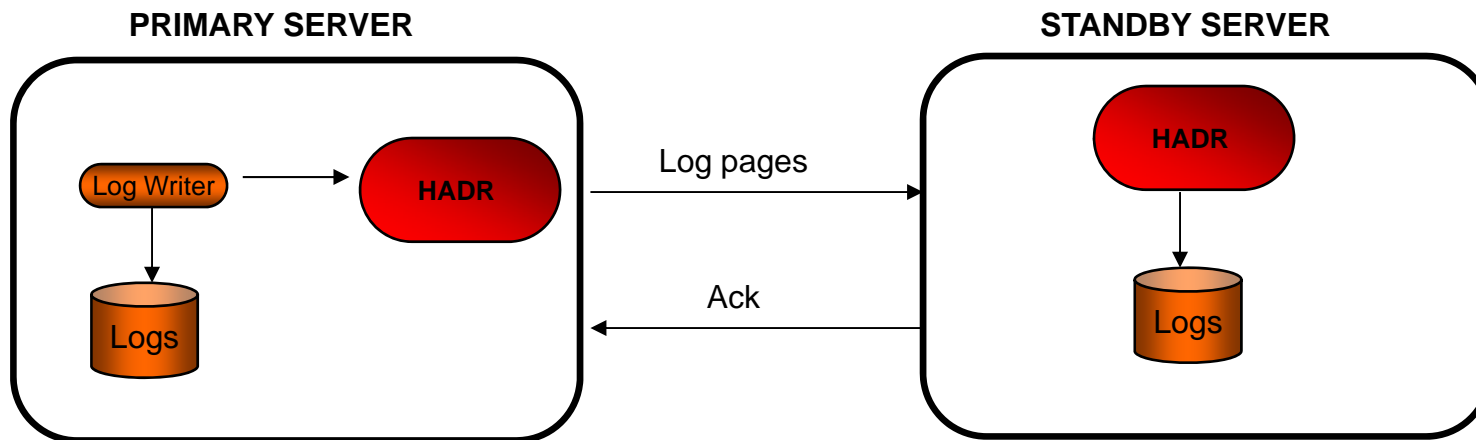 PRIMARY SERVER
STANDBY SERVER
HADR
Log pages
Log Writer
HADR
Ack
Logs
Logs